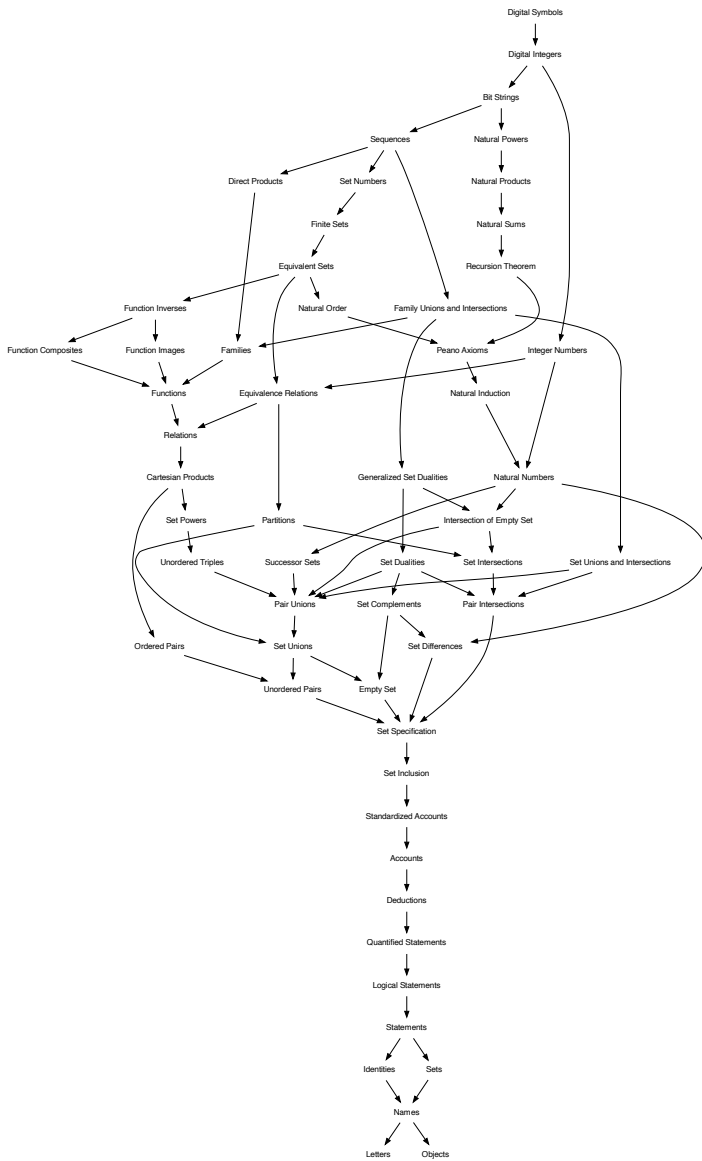 Digital Symbols
Digital Integers
Bit Strings
Sequences
Natural Powers
Direct Products
Set Numbers
Natural Products
Finite Sets
Natural Sums
Equivalent Sets
Recursion Theorem
Function Inverses
Natural Order
Family Unions and Intersections
Function Composites
Function Images
Families
Peano Axioms
Integer Numbers
Functions
Equivalence Relations
Natural Induction
Relations
Cartesian Products
Generalized Set Dualities
Natural Numbers
Set Powers
Partitions
Intersection of Empty Set
Unordered Triples
Successor Sets
Set Dualities
Set Intersections
Set Unions and Intersections
Pair Unions
Set Complements
Pair Intersections
Ordered Pairs
Set Unions
Set Differences
Unordered Pairs
Empty Set
Set Specification
Set Inclusion
Standardized Accounts
Accounts
Deductions
Quantified Statements
Logical Statements
Statements
Identities
Sets
Names
Letters
Objects